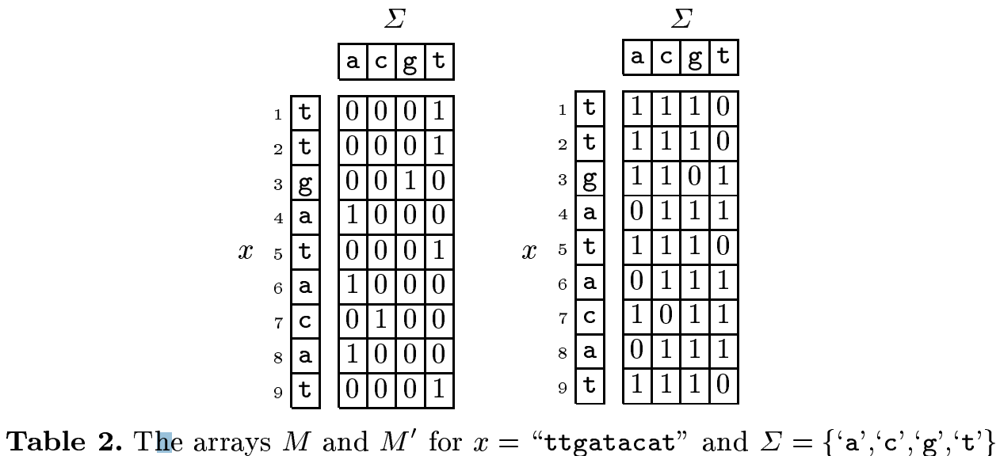 Σ Σ
a c g t a c g t
1 t 0 0 0 1 1 t 1 1 1 0
2 t 0 0 0 1 2 t 1 1 1 0
3 g 0 0 1 0 3 g 1 1 0 1
4 a 1 0 0 0 4 a 0 1 1 1
x 5 t 0 0 0 1 x 5 t 1 1 1 0
6 a 1 0 0 0 6 a 0 1 1 1
7 c 0 1 0 0 7 c 1 0 1 1
8 a 1 0 0 0 8 a 0 1 1 1
9 t 0 0 0 1 9 t 1 1 1 0
Table 2. The arrays M and M′ for x = “ttgatacat” and Σ = {‘a’,‘c’,‘g’,‘t’}